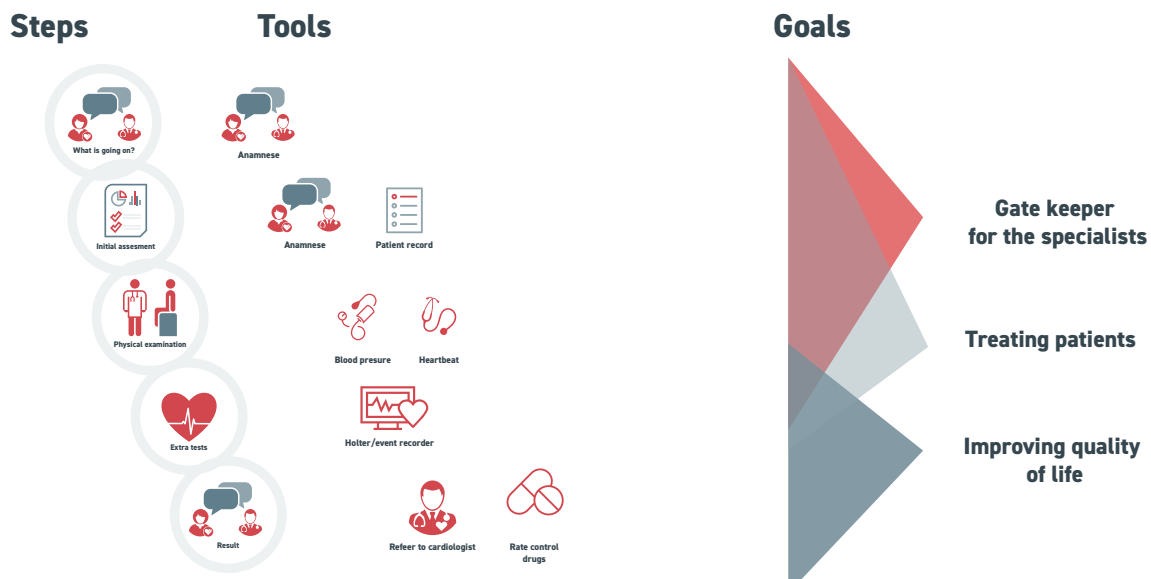 Steps
Tools
Goals
What is going on?
Anamnese
Initial assesment
Anamnese
Patient record
Physical examination
Blood presure
Heartbeat
Extra tests
Holter/event recorder
Result
Refeer to cardiologist
Rate control
drugs
Gate keeper
for the specialists
Treating patients
Improving quality
of life